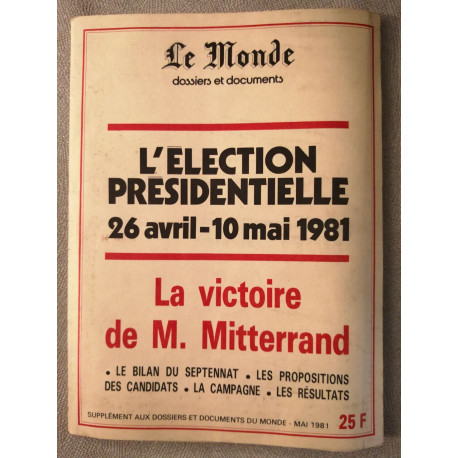 Le Monde
dossiers et documents
L'ÉLECTION
PRÉSIDENTIELLE
26 avril-10 mai 1981
La victoire
de M. Mitterrand
• LE BILAN DU SEPTENNAT • LES PROPOSITIONS
DES CANDIDATS • LA CAMPAGNE • LES RÉSULTATS
SUPPLÉMENT AUX DOSSIERS ET DOCUMENTS DU MONDE - MAI 1981 25 F